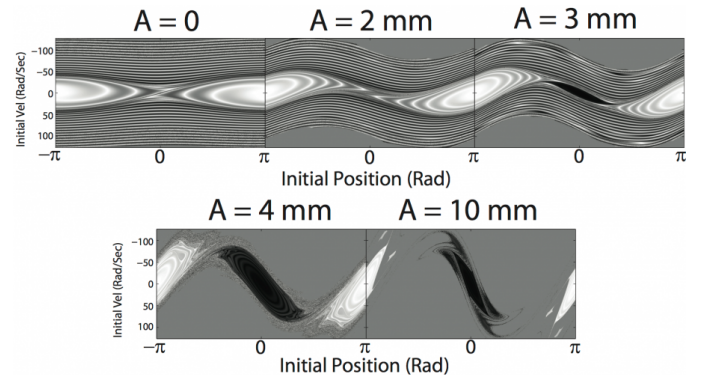 A = 0
A = 2 mm
A = 3 mm
Initial Vel (Rad/Sec)
-100
-50
0
50
100
−π
0
π
0
π
0
π
Initial Position (Rad)
A = 4 mm
A = 10 mm
Initial Vel (Rad/Sec)
-100
-50
0
50
100
−π
0
π
0
π
Initial Position (Rad)